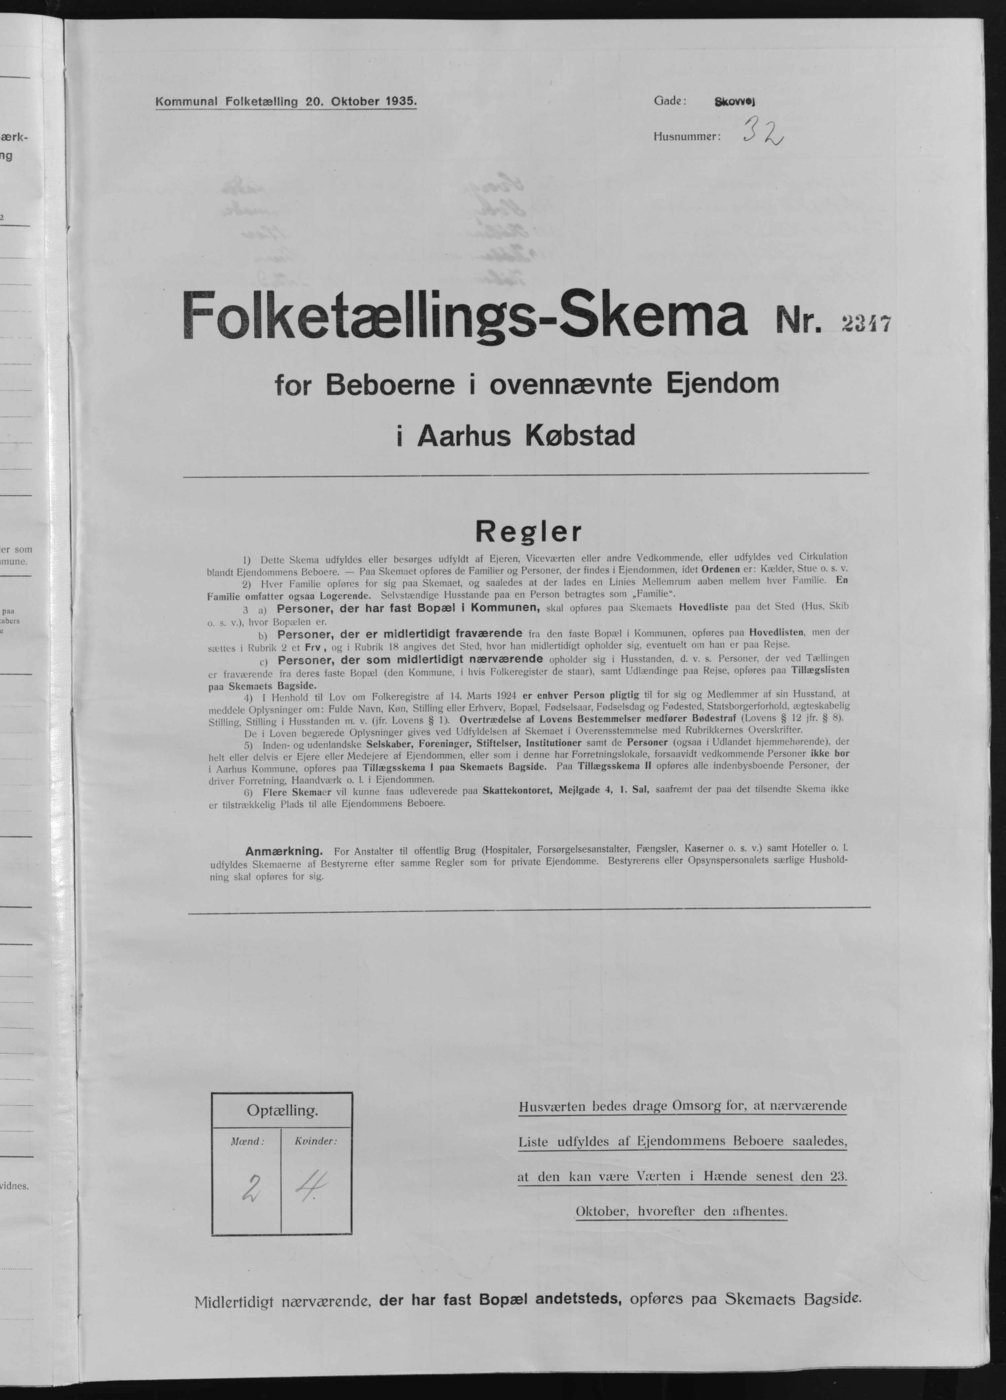 ærk-
ng
2
er som
mune.
paa
kabers
e
vidnes.
Kommunal Folketælling 20. Oktober 1935.
Gade: Skovvej
Husnummer: 32
Folketællings-Skema Nr. 2347
for Beboerne i ovennævnte Ejendom
i Aarhus Købstad
Regler
1) Dette Skema udfyldes eller besørges udfyldt af Ejeren, Viceværten eller andre Vedkommende, eller udfyldes ved Cirkulation
blandt Ejendommens Beboere. — Paa Skemaet opføres de Familier og Personer, der findes i Ejendommen, idet Ordenen er: Kælder, Stue o. s. v.
2) Hver Familie opføres for sig paa Skemaet, og saaledes at der lades en Linies Mellemrum aaben mellem hver Familie. En
Familie omfatter ogsaa Logerende. Selvstændige Husstande paa en Person betragtes som „Familie“.
3 a) Personer, der har fast Bopæl i Kommunen, skal opføres paa Skemaets Hovedliste paa det Sted (Hus, Skib
o. s. v.), hvor Bopælen er.
b) Personer, der er midlertidigt fraværende fra den faste Bopæl i Kommunen, opføres paa Hovedlisten, men der
sættes i Rubrik 2 et Frv, og i Rubrik 18 angives det Sted, hvor han midlertidigt opholder sig, eventuelt om han er paa Rejse.
c) Personer, der som midlertidigt nærværende opholder sig i Husstanden, d. v. s. Personer, der ved Tællingen
er fraværende fra deres faste Bopæl (den Kommune, i hvis Folkeregister de staar), samt Udlændinge paa Rejse, opføres paa Tillægslisten
paa Skemaets Bagside.
4) I Henhold til Lov om Folkeregistre af 14. Marts 1924 er enhver Person pligtig til for sig og Medlemmer af sin Husstand, at
meddele Oplysninger om: Fulde Navn, Køn, Stilling eller Erhverv, Bopæl, Fødselsaar, Fødselsdag og Fødested, Statsborgerforhold, ægteskabelig
Stilling, Stilling i Husstanden m. v. (jfr. Lovens § 1). Overtrædelse af Lovens Bestemmelser medfører Bødestraf (Lovens § 12 jfr. § 8).
De i Loven begærede Oplysninger gives ved Udfyldelsen af Skemaet i Overensstemmelse med Rubrikkernes Overskrifter.
5) Inden- og udenlandske Selskaber, Foreninger, Stiftelser, Institutioner samt de Personer (ogsaa i Udlandet hjemmehørende), der
helt eller delvis er Ejere eller Medejere af Ejendommen, eller som i denne har Forretningslokale, forsaavidt vedkommende Personer ikke bor
i Aarhus Kommune, opføres paa Tillægsskema I paa Skemaets Bagside. Paa Tillægsskema II opføres alle indenbysboende Personer, der
driver Forretning, Haandværk o. l. i Ejendommen.
6) Flere Skemaer vil kunne faas udleverede paa Skattekontoret, Mejlgade 4, 1. Sal, saafremt der paa det tilsendte Skema ikke
er tilstrækkelig Plads til alle Ejendommens Beboere.
Anmærkning. For Anstalter til offentlig Brug (Hospitaler, Forsørgelsesanstalter, Fængsler, Kaserner o. s. v.) samt Hoteller o. l.
udfyldes Skemaerne af Bestyrerne efter samme Regler som for private Ejendomme. Bestyrerens eller Opsynspersonalets særlige Hushold-
ning skal opføres for sig.
Optælling.
Mænd: Kvinder:
2 4
Husværten bedes drage Omsorg for, at nærværende
Liste udfyldes af Ejendommens Beboere saaledes,
at den kan være Værten i Hænde senest den 23.
Oktober, hvorefter den afhentes.
Midlertidigt nærværende, der har fast Bopæl andetsteds, opføres paa Skemaets Bagside.